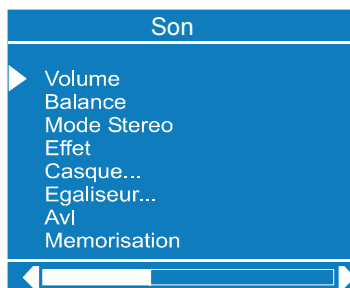 Son
Volume
Balance
Mode Stereo
Effet
Casque...
Egaliseur...
Avl
Memorisation